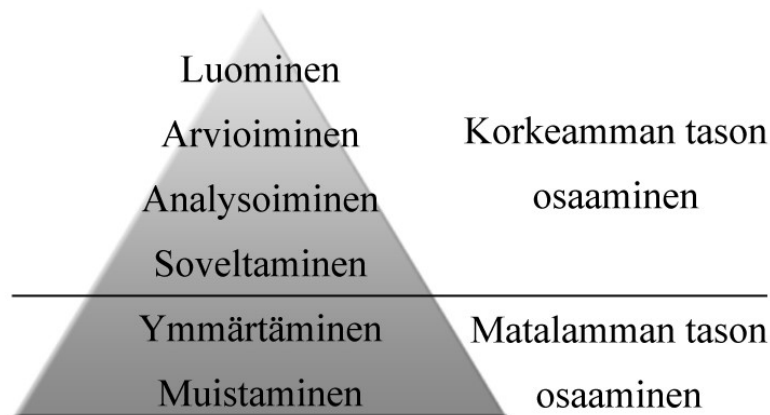 Luominen
Arvioiminen
Analysoiminen
Soveltaminen
Korkeamman tason
osaaminen
Ymmärtäminen
Muistaminen
Matalamman tason
osaaminen